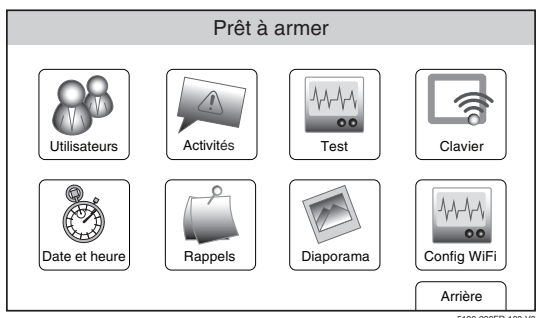 Prêt à armer
Utilisateurs
Activités
Test
Clavier
Date et heure
Rappels
Diaporama
Config WiFi
Arrière